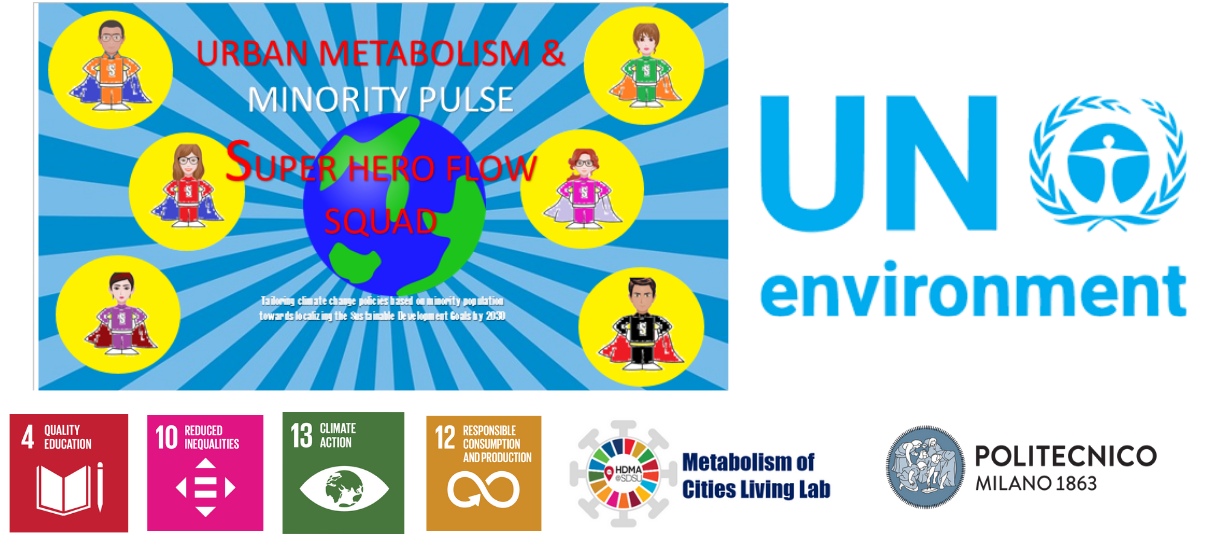 URBAN METABOLISM &
MINORITY PULSE
SUPER HERO FLOW
SQUAD
Tailoring climate change policies based on minority population
towards localizing the Sustainable Development Goals by 2030
UN
environment
4 QUALITY
EDUCATION
10 REDUCED
INEQUALITIES
13 CLIMATE
ACTION
12 RESPONSIBLE
CONSUMPTION
AND PRODUCTION
HDMA
@SDSU
Metabolism of
Cities Living Lab
POLITECNICO
MILANO 1863